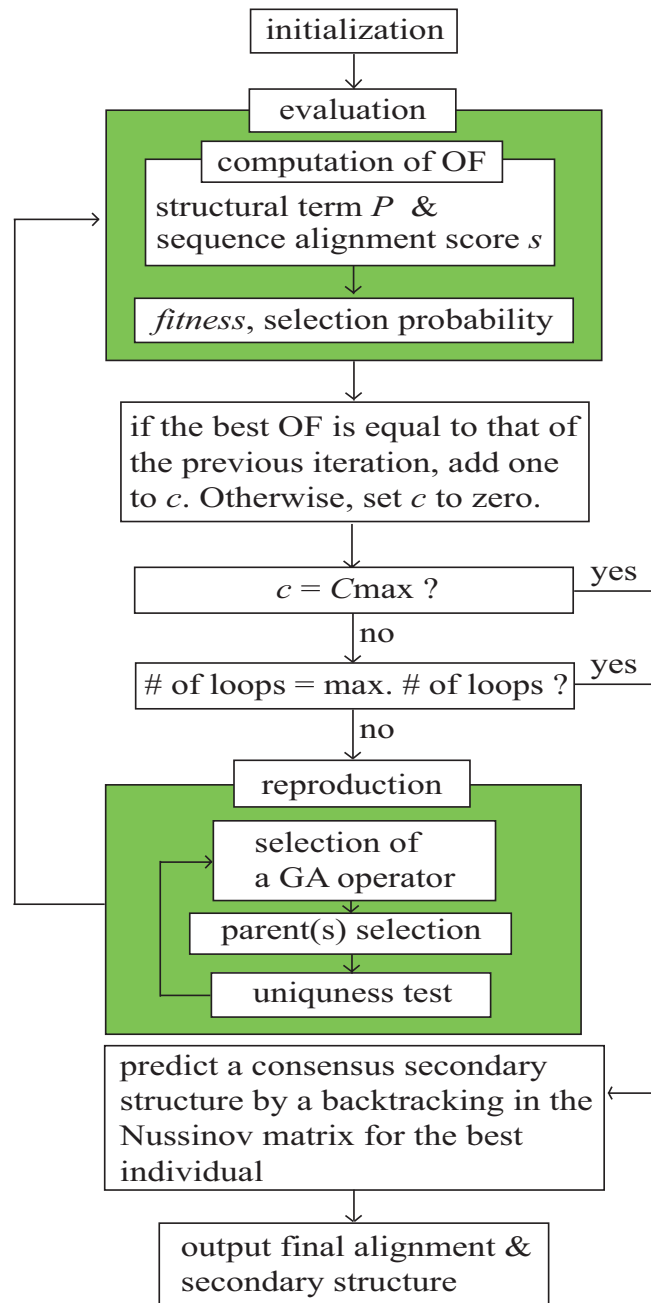 initialization
evaluation
computation of OF
structural term P &
sequence alignment score s
fitness, selection probability
if the best OF is equal to that of
the previous iteration, add one
to c. Otherwise, set c to zero.
c = Cmax ?
yes
no
# of loops = max. # of loops ?
yes
no
reproduction
selection of
a GA operator
parent(s) selection
uniquness test
predict a consensus secondary
structure by a backtracking in the
Nussinov matrix for the best
individual
output final alignment &
secondary structure